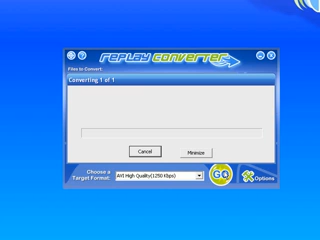 REPLAY CONVERTER
Files to Convert:
Converting 1 of 1
Cancel
Minimize
Choose a Target Format:
AVI High Quality(1250 Kbps)
GO
Options